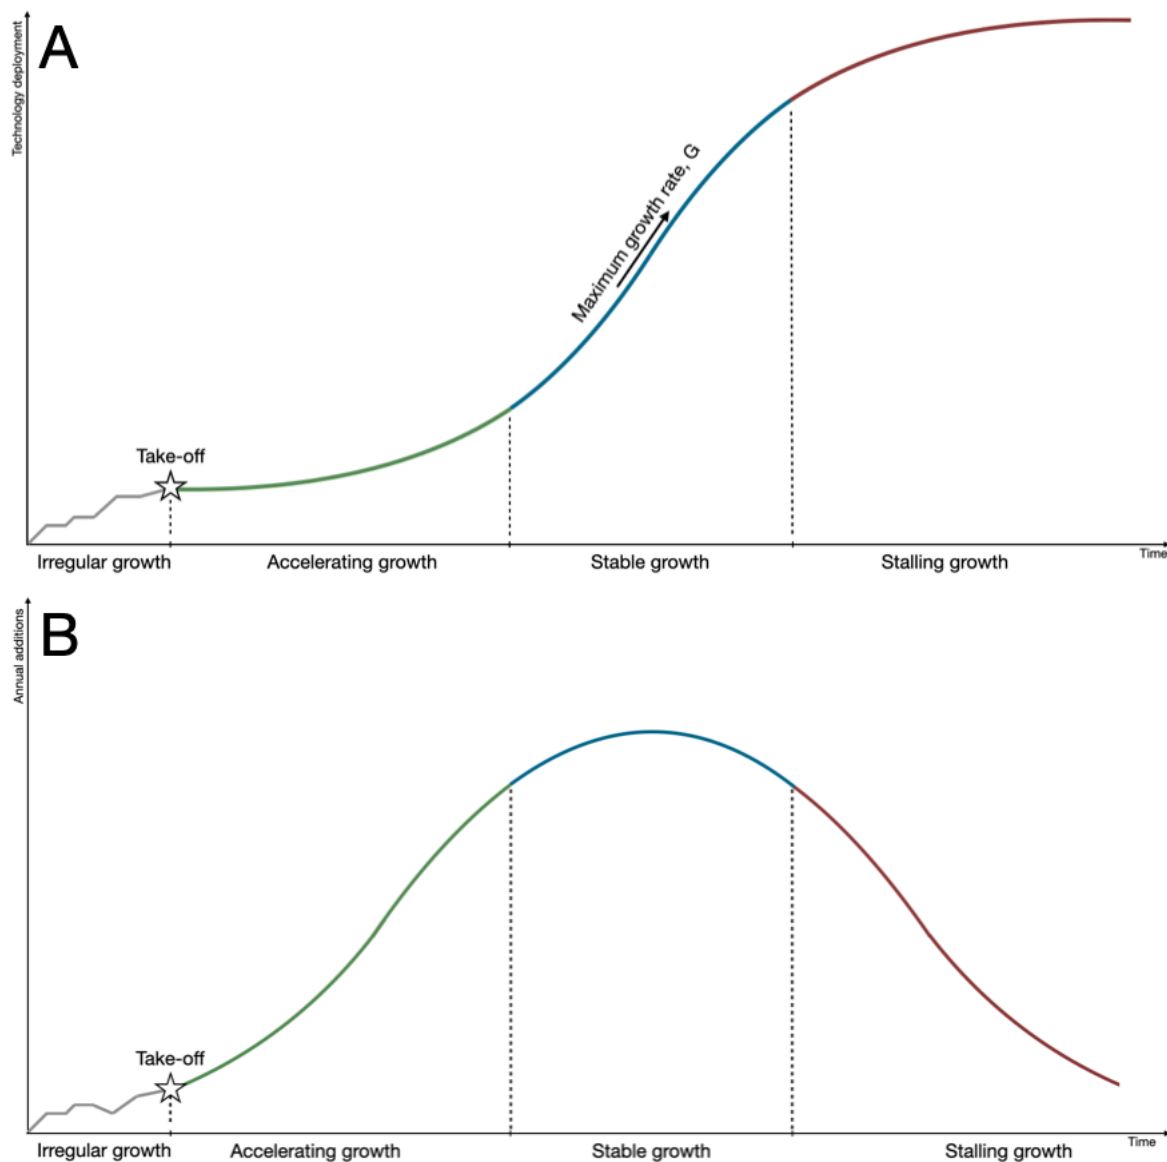 A
Technology deployment
Maximum growth rate, G
Take-off
Time
Irregular growth
Accelerating growth
Stable growth
Stalling growth
B
Annual additions
Take-off
Time
Irregular growth
Accelerating growth
Stable growth
Stalling growth